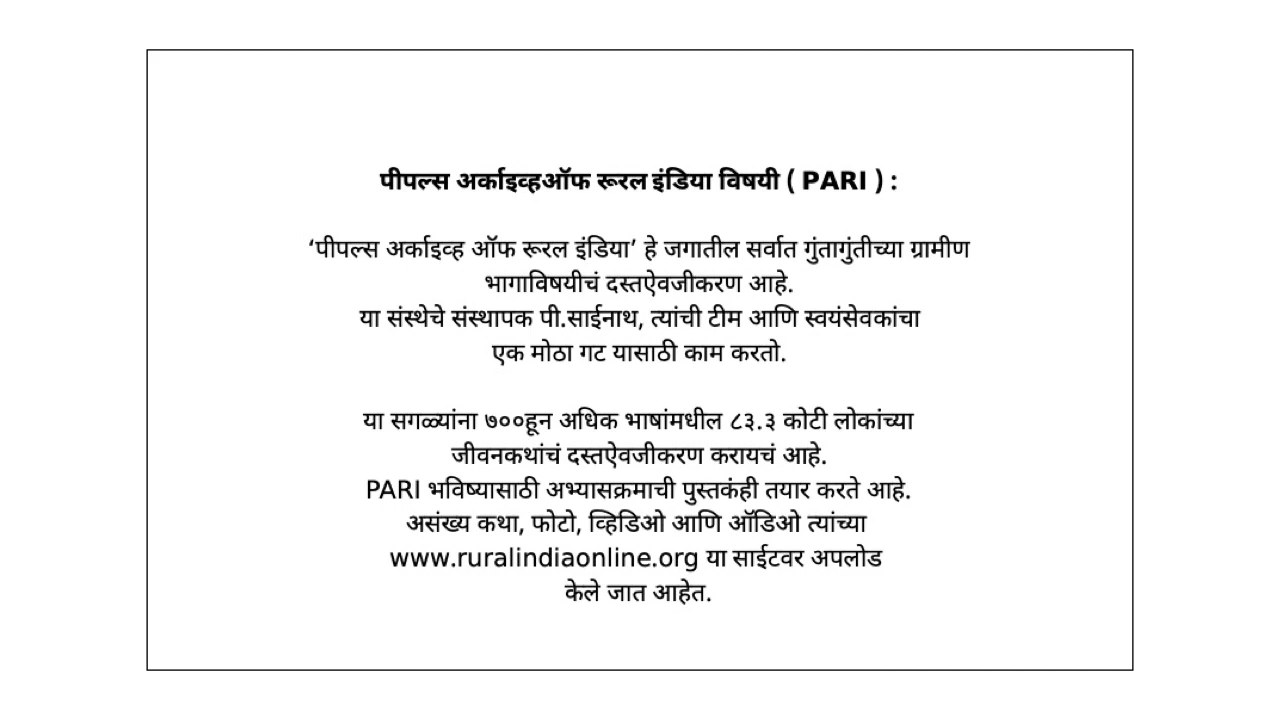 पीपल्स अर्काइव्हऑफ रूरल इंडिया विषयी ( PARI ) :
‘पीपल्स अर्काइव्ह ऑफ रूरल इंडिया’ हे जगातील सर्वात गुंतागुंतीच्या ग्रामीण
भागाविषयीचं दस्तऐवजीकरण आहे.
या संस्थेचे संस्थापक पी.साईनाथ, त्यांची टीम आणि स्वयंसेवकांचा
एक मोठा गट यासाठी काम करतो.
या सगळ्यांना ७००हून अधिक भाषांमधील ८३.३ कोटी लोकांच्या
जीवनकथांचं दस्तऐवजीकरण करायचं आहे.
PARI भविष्यासाठी अभ्यासक्रमाची पुस्तकंही तयार करते आहे.
असंख्य कथा, फोटो, व्हिडिओ आणि ऑडिओ त्यांच्या
www.ruralindiaonline.org या साईटवर अपलोड
केले जात आहेत.